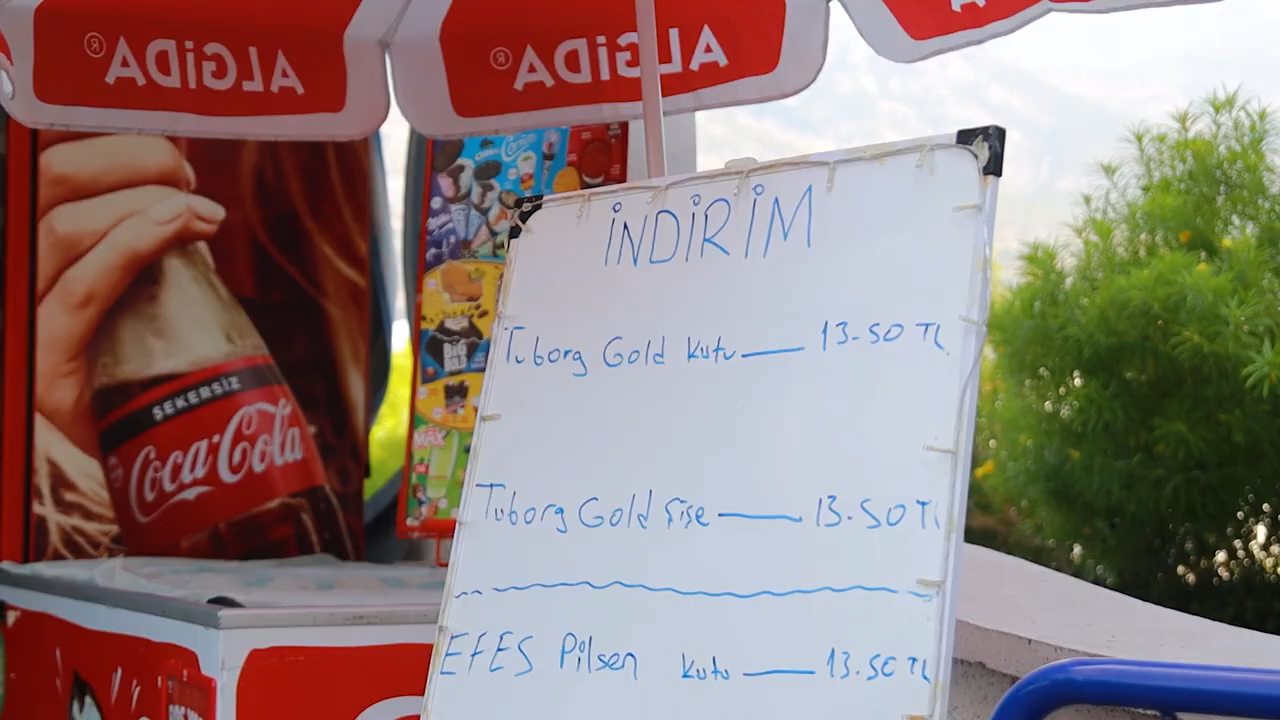 ALGiDA®
ALGiDA®
ŞEKERSİZ
Coca-Cola
MAX
İNDİRİM
Tuborg Gold Kutu — 13.50 TL
Tuborg Gold Şişe — 13.50 TL
EFES Pilsen Kutu — 13.50 TL